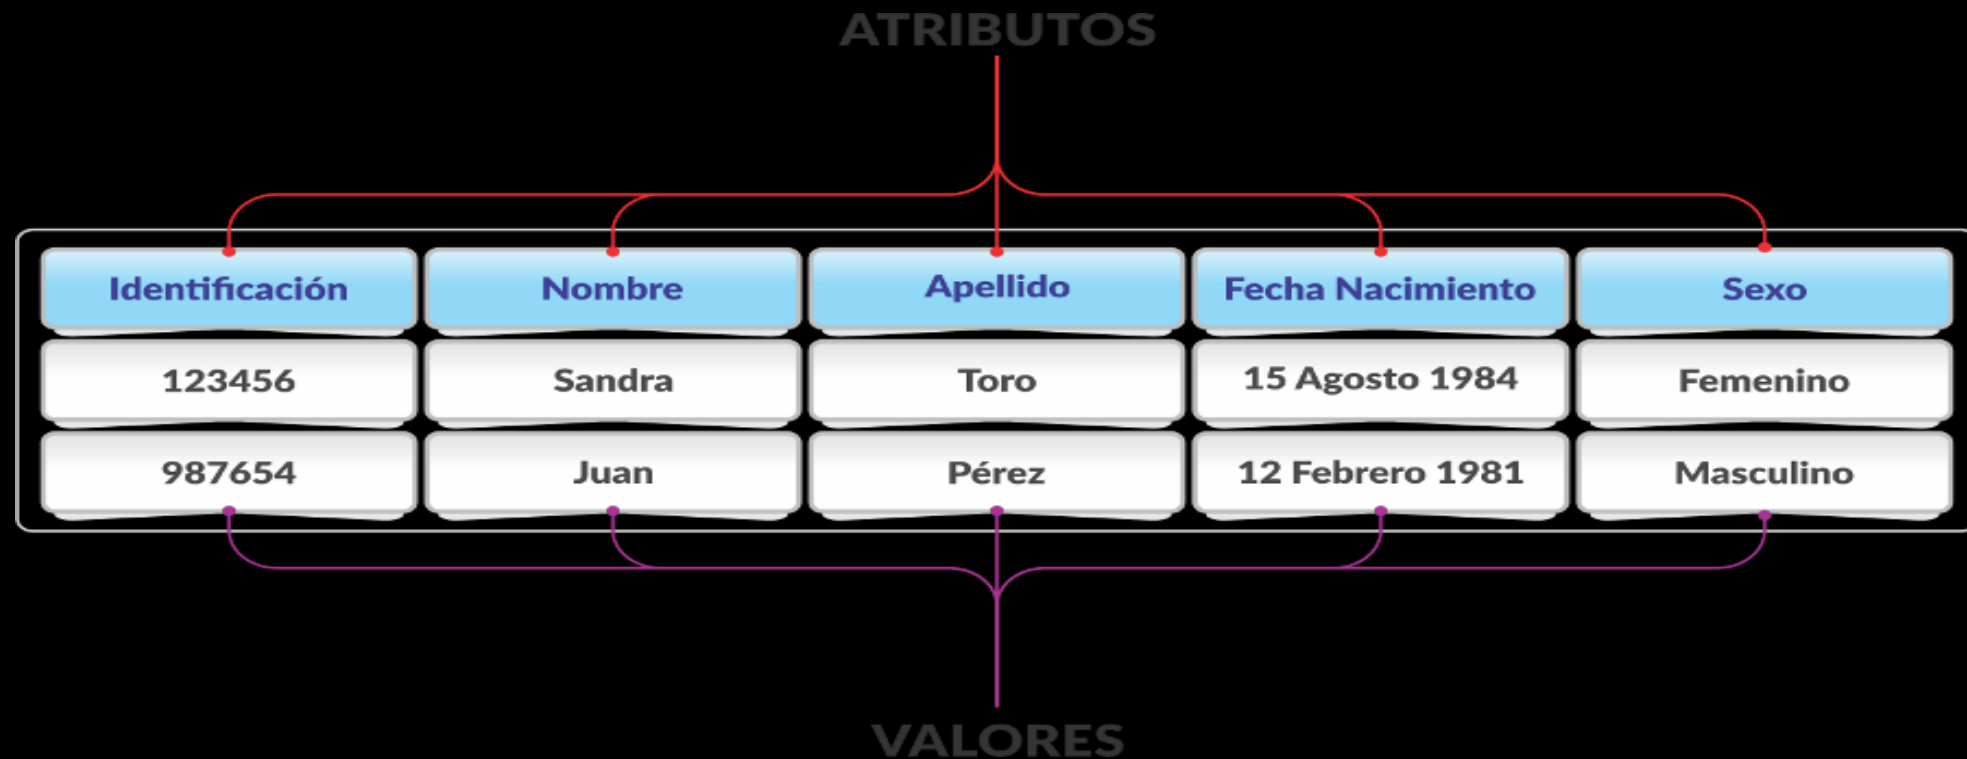 ATRIBUTOS
Identificación Nombre Apellido Fecha Nacimiento Sexo
123456 Sandra Toro 15 Agosto 1984 Femenino
987654 Juan Pérez 12 Febrero 1981 Masculino
VALORES